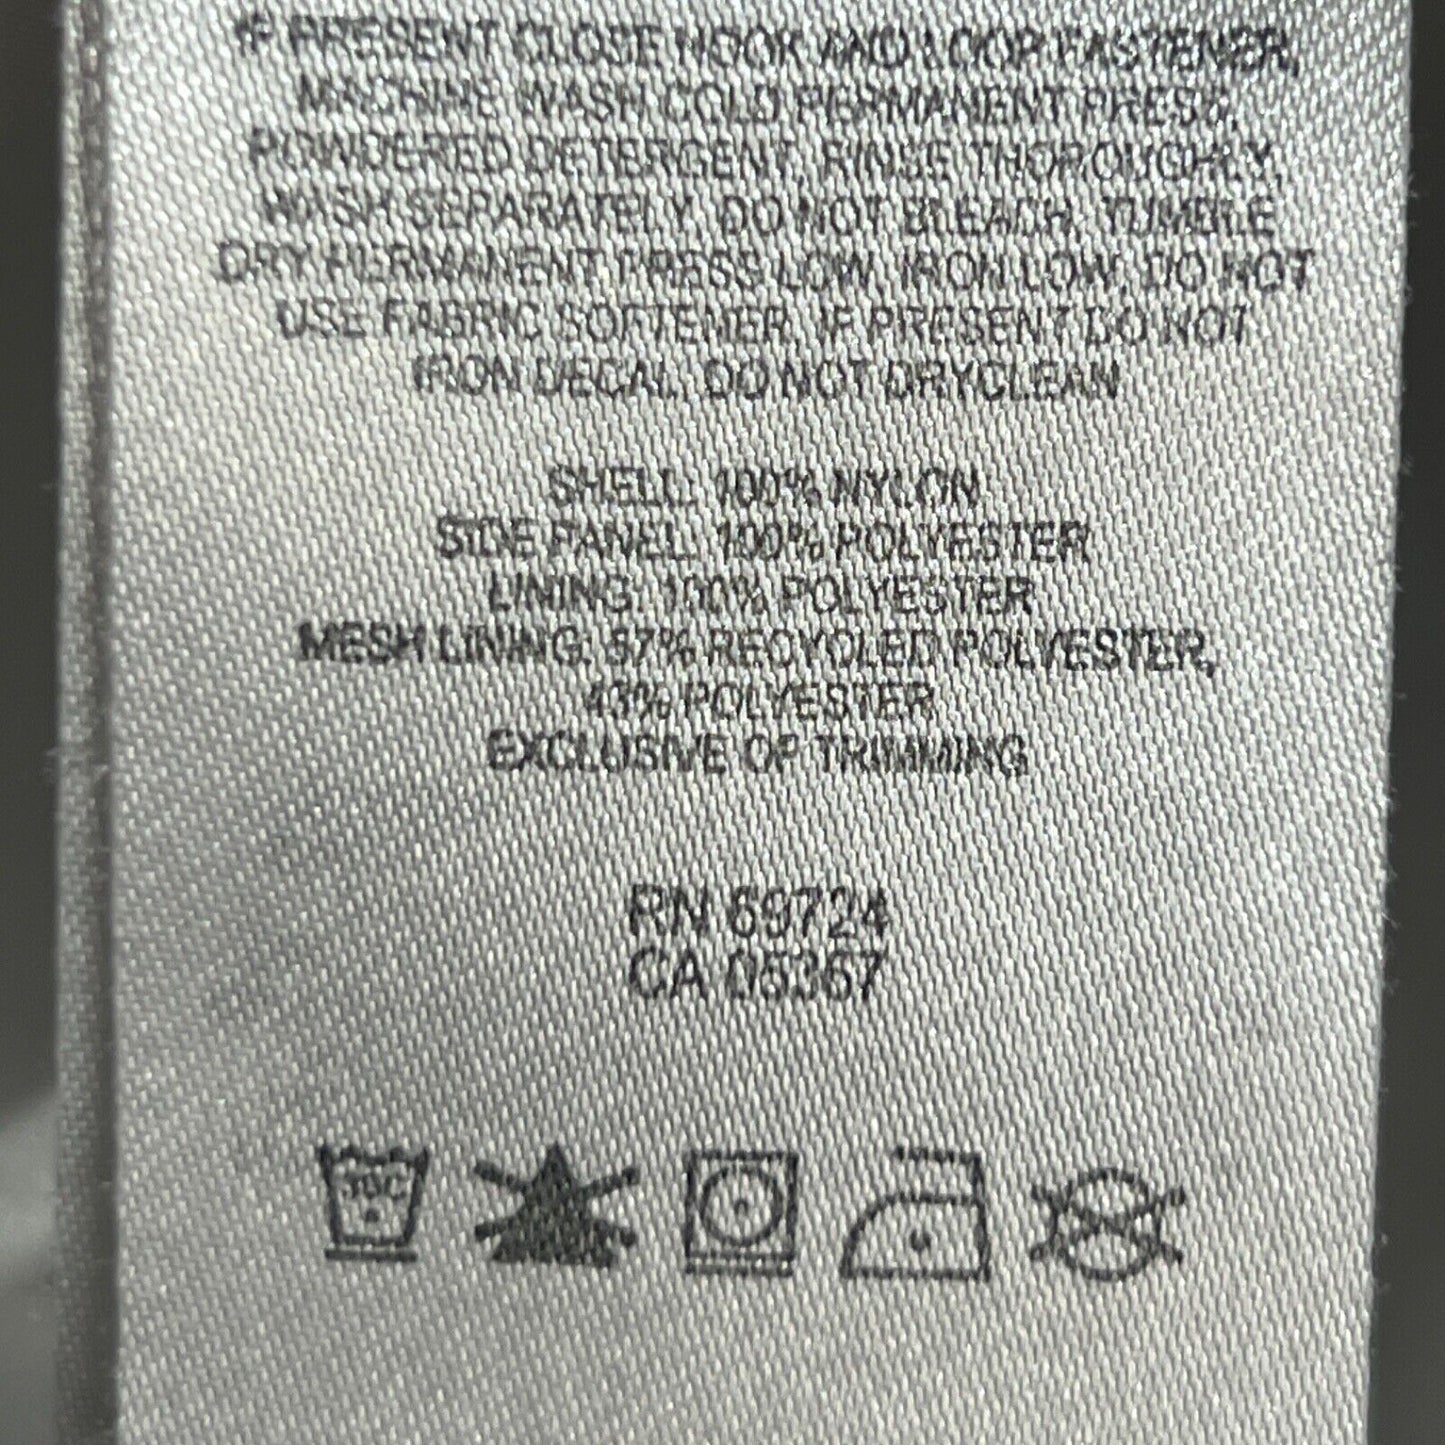 IF PRESENT CLOSE HOOK AND LOOP FASTENER,
MACHINE WASH COLD PERMANENT PRESS,
POWDERED DETERGENT, RINSE THOROUGHLY,
WASH SEPARATELY, DO NOT BLEACH, TUMBLE
DRY PERMANENT PRESS LOW, IRON LOW, DO NOT
USE FABRIC SOFTENER, IF PRESENT DO NOT
IRON DECAL, DO NOT DRYCLEAN
SHELL: 100% NYLON
SIDE PANEL: 100% POLYESTER
LINING: 100% POLYESTER
MESH LINING: 57% RECYCLED POLYESTER,
43% POLYESTER
EXCLUSIVE OF TRIMMING
RN 69724
CA 05367
30C